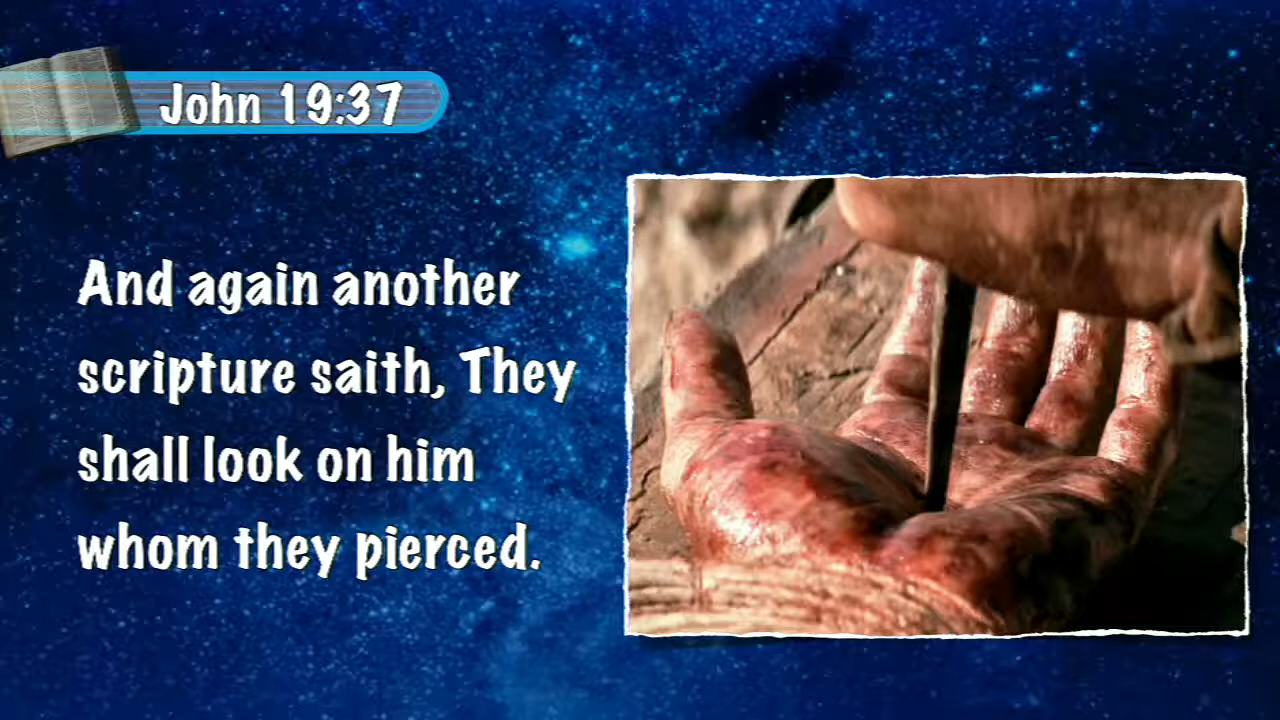 John 19:37
And again another
scripture saith, They
shall look on him
whom they pierced.